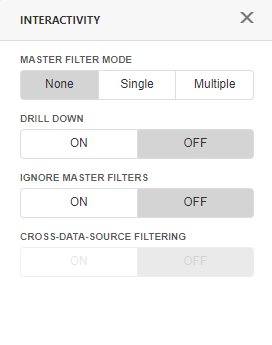 INTERACTIVITY
MASTER FILTER MODE
None Single Multiple
DRILL DOWN
ON OFF
IGNORE MASTER FILTERS
ON OFF
CROSS-DATA-SOURCE FILTERING
ON OFF